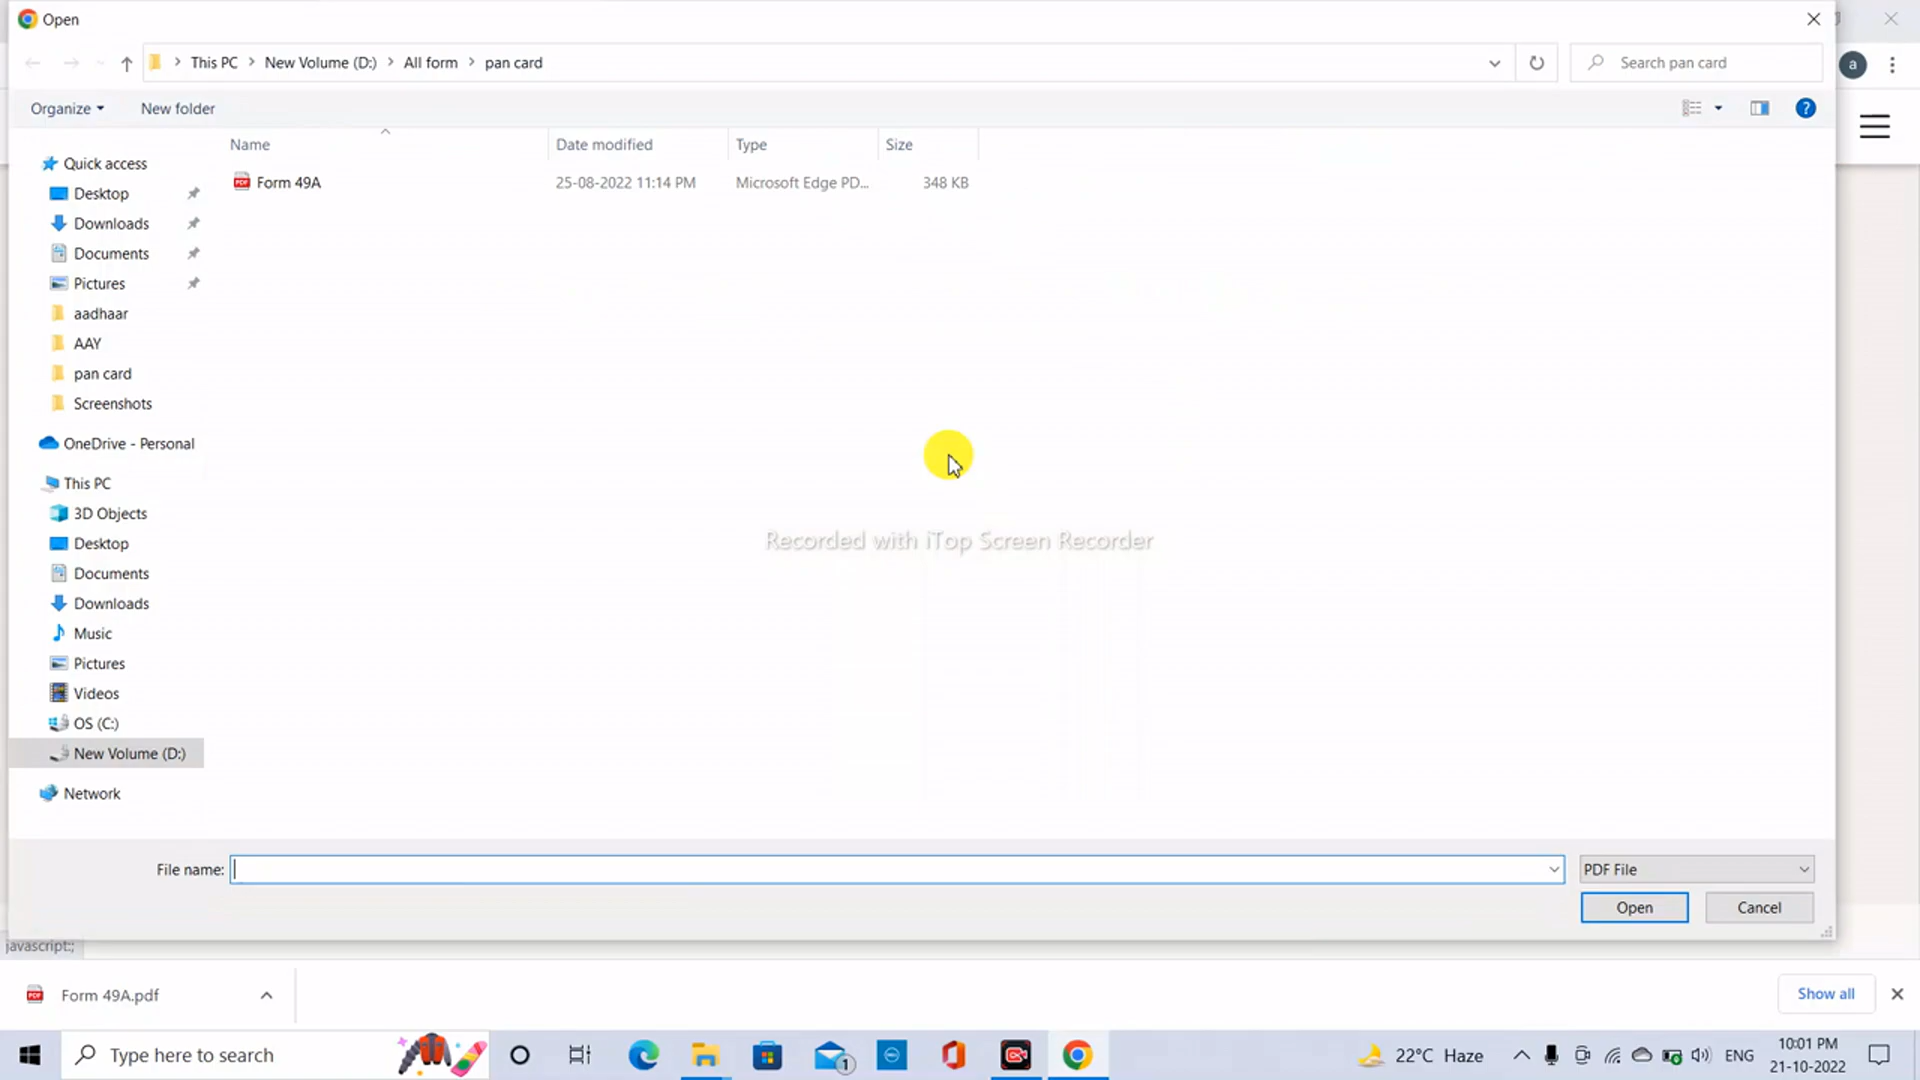 Open
This PC New Volume (D:) All form pan card
Search pan card
a
Organize New folder
Name Date modified Type Size
Form 49A 25-08-2022 11:14 PM Microsoft Edge PD... 348 KB
Quick access
Desktop
Downloads
Documents
Pictures
aadhaar
AAY
pan card
Screenshots
OneDrive - Personal
This PC
3D Objects
Desktop
Documents
Downloads
Music
Pictures
Videos
OS (C:)
New Volume (D:)
Network
Recorded with iTop Screen Recorder
File name:
PDF File
Open Cancel
javascript:;
Form 49A.pdf
Show all
Type here to search
1
22°C Haze
ENG
10:01 PM
21-10-2022